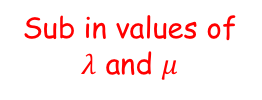 Sub in values of
λ and μ